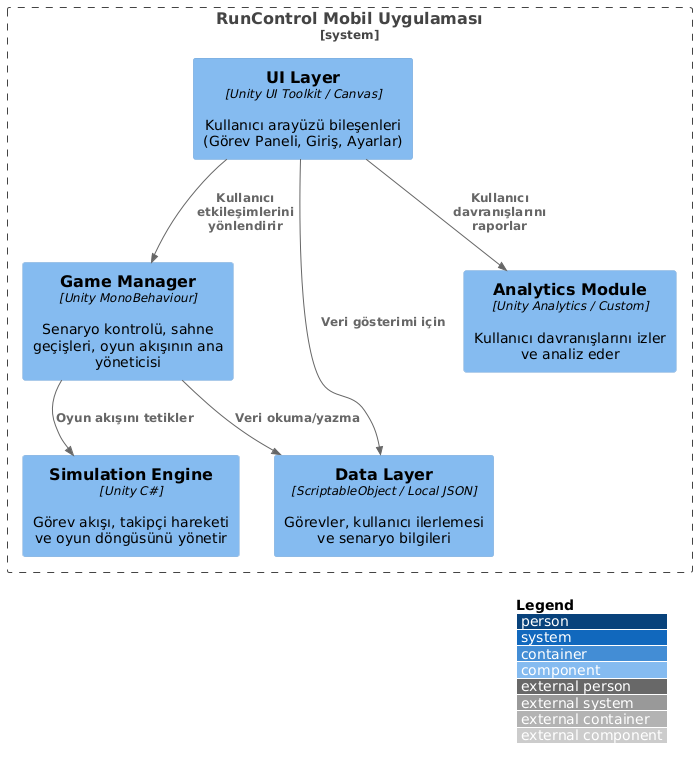 RunControl Mobil Uygulaması
[system]
UI Layer
[Unity UI Toolkit / Canvas]
Kullanıcı arayüzü bileşenleri
(Görev Paneli, Giriş, Ayarlar)
Kullanıcı
etkileşimlerini
yönlendirir
Kullanıcı
davranışlarını
raporlar
Game Manager
[Unity MonoBehaviour]
Senaryo kontrolü, sahne
geçişleri, oyun akışının ana
yöneticisi
Analytics Module
[Unity Analytics / Custom]
Kullanıcı davranışlarını izler
ve analiz eder
Veri gösterimi için
Oyun akışını tetikler
Veri okuma/yazma
Simulation Engine
[Unity C#]
Görev akışı, takipçi hareketi
ve oyun döngüsünü yönetir
Data Layer
[ScriptableObject / Local JSON]
Görevler, kullanıcı ilerlemesi
ve senaryo bilgileri
Legend
person
system
container
component
external person
external system
external container
external component